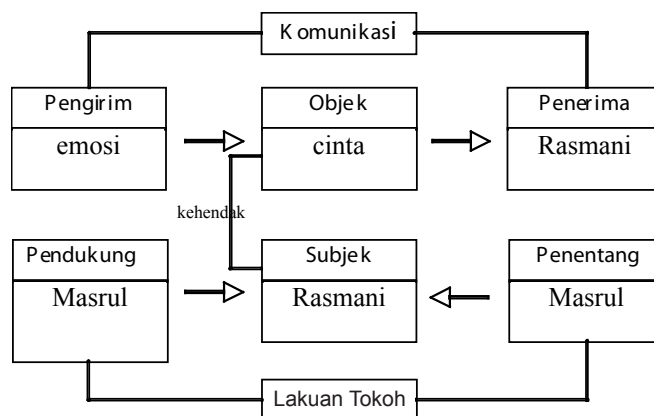 Komunikasi
Pengirim
emosi
Objek
cinta
Penerima
Rasmani
kehendak
Pendukung
Masrul
Subjek
Rasmani
Penentang
Masrul
Lakuan Tokoh